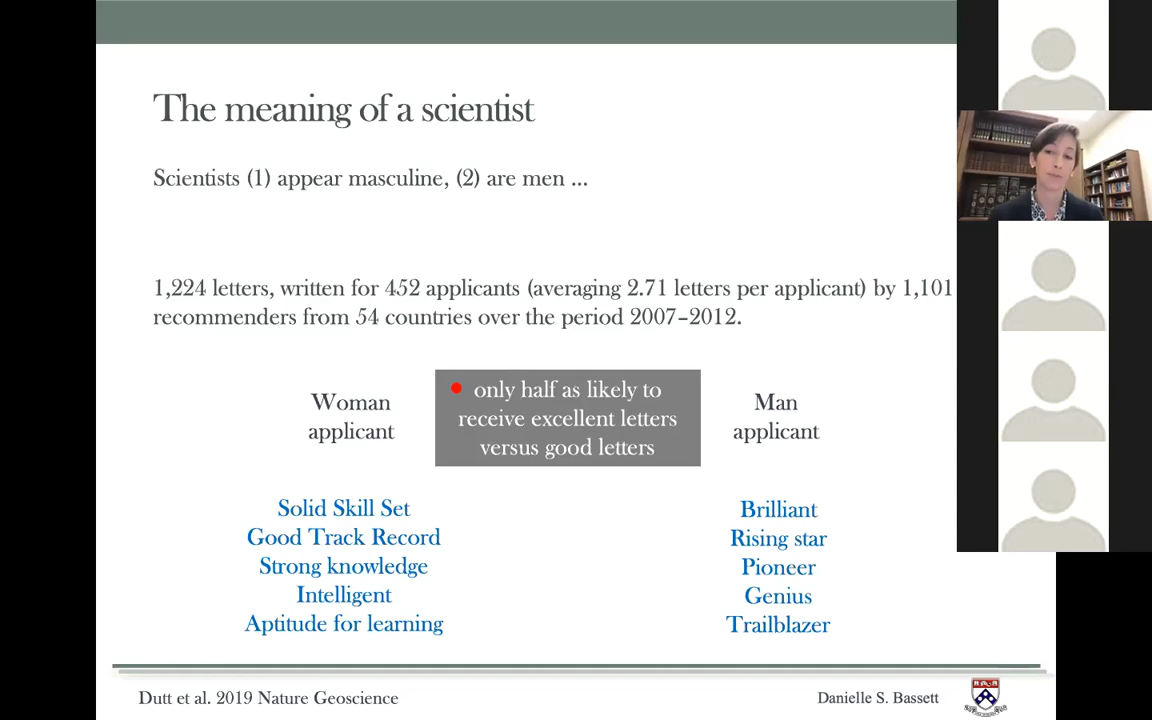 The meaning of a scientist
Scientists (1) appear masculine, (2) are men ...
1,224 letters, written for 452 applicants (averaging 2.71 letters per applicant) by 1,101
recommenders from 54 countries over the period 2007–2012.
Woman
applicant
only half as likely to
receive excellent letters
versus good letters
Man
applicant
Solid Skill Set
Good Track Record
Strong knowledge
Intelligent
Aptitude for learning
Brilliant
Rising star
Pioneer
Genius
Trailblazer
Dutt et al. 2019 Nature Geoscience
Danielle S. Bassett